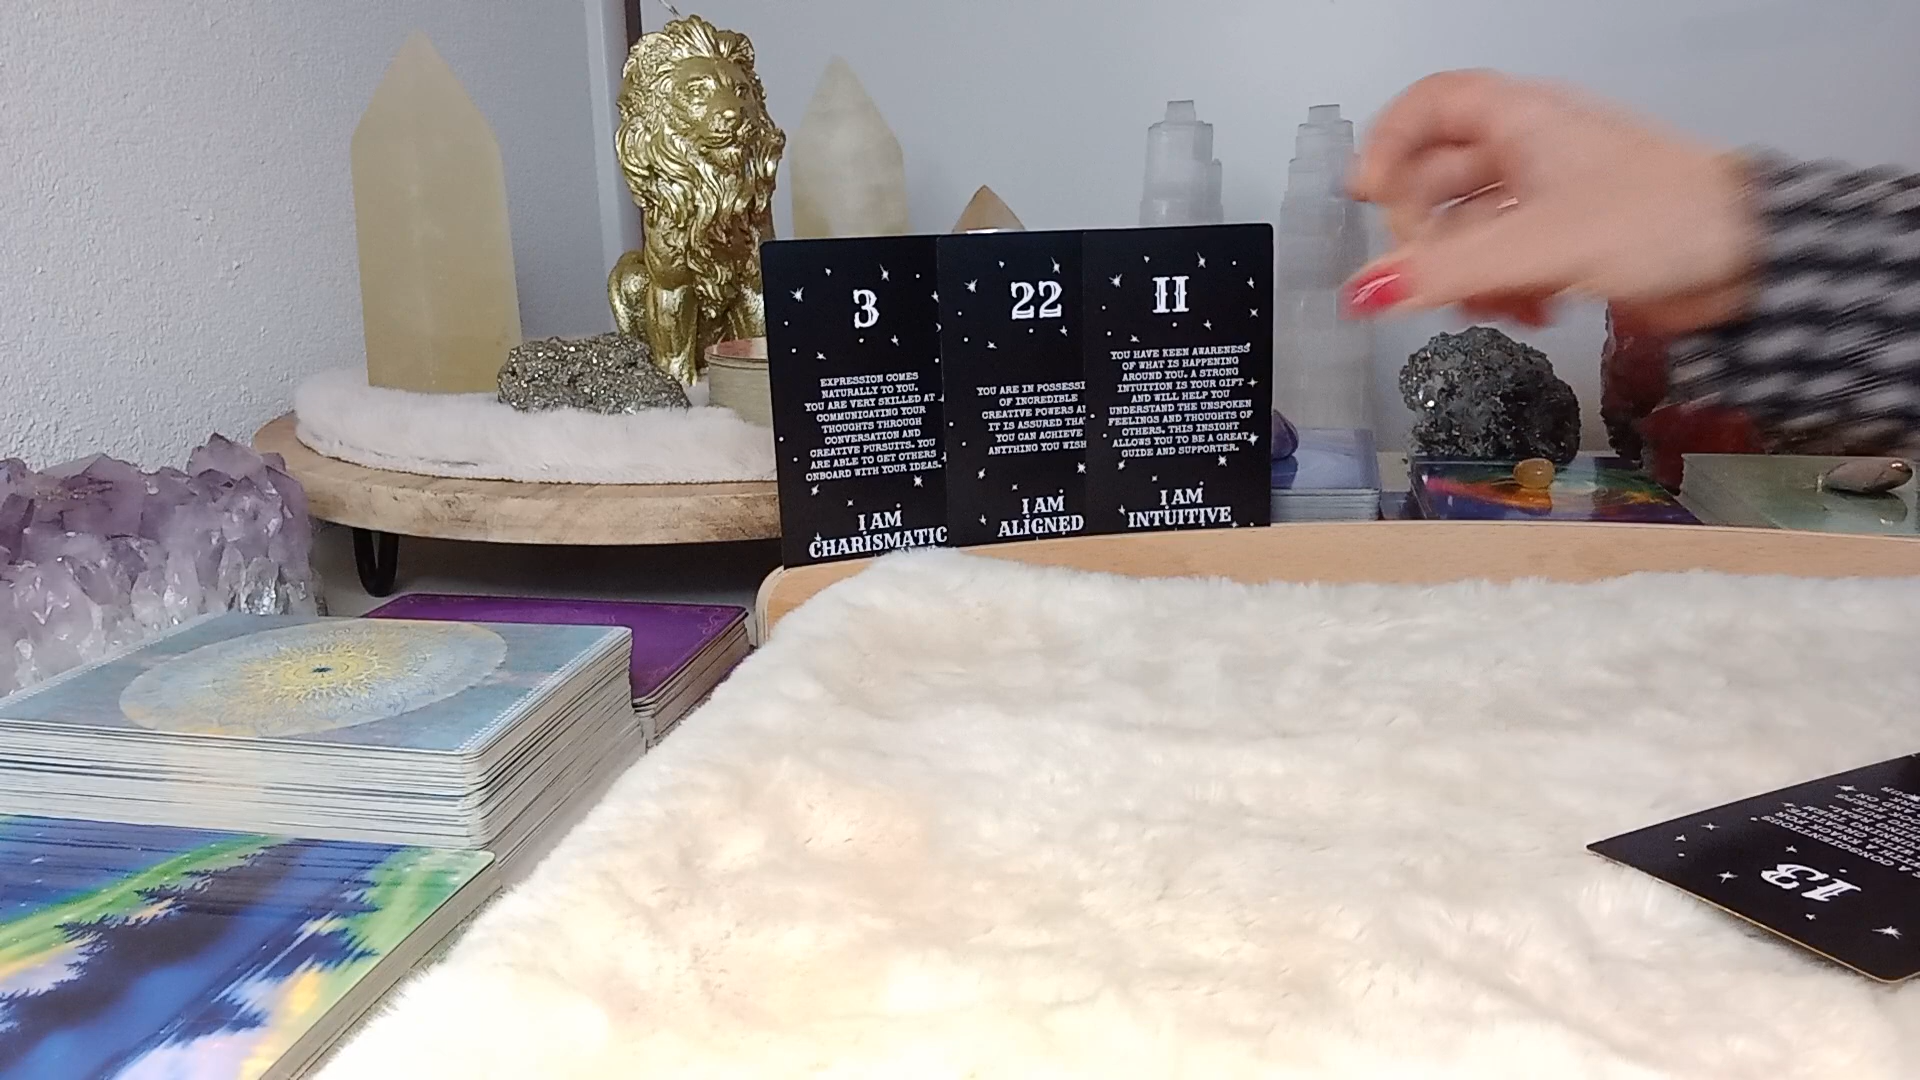 3
EXPRESSION COMES
NATURALLY TO YOU.
YOU ARE VERY SKILLED AT
COMMUNICATING YOUR
THOUGHTS THROUGH
CONVERSATION AND
CREATIVE PURSUITS. YOU
ARE ABLE TO GET OTHERS
ONBOARD WITH YOUR IDEAS.
I AM
CHARISMATIC
22
YOU ARE IN POSSESSI
OF INCREDIBLE
CREATIVE POWERS
IT IS ASSURED THA
YOU CAN ACHIEVE
ANYTHING YOU WISH
I AM
ALIGNED
11
YOU HAVE KEEN AWARENESS
OF WHAT IS HAPPENING
AROUND YOU. A STRONG
INTUITION IS YOUR GIFT
AND WILL HELP YOU
UNDERSTAND THE UNSPOKEN
FEELINGS AND THOUGHTS OF
OTHERS. THIS INSIGHT
ALLOWS YOU TO BE A GREAT
GUIDE AND SUPPORTER.
I AM
INTUITIVE
13